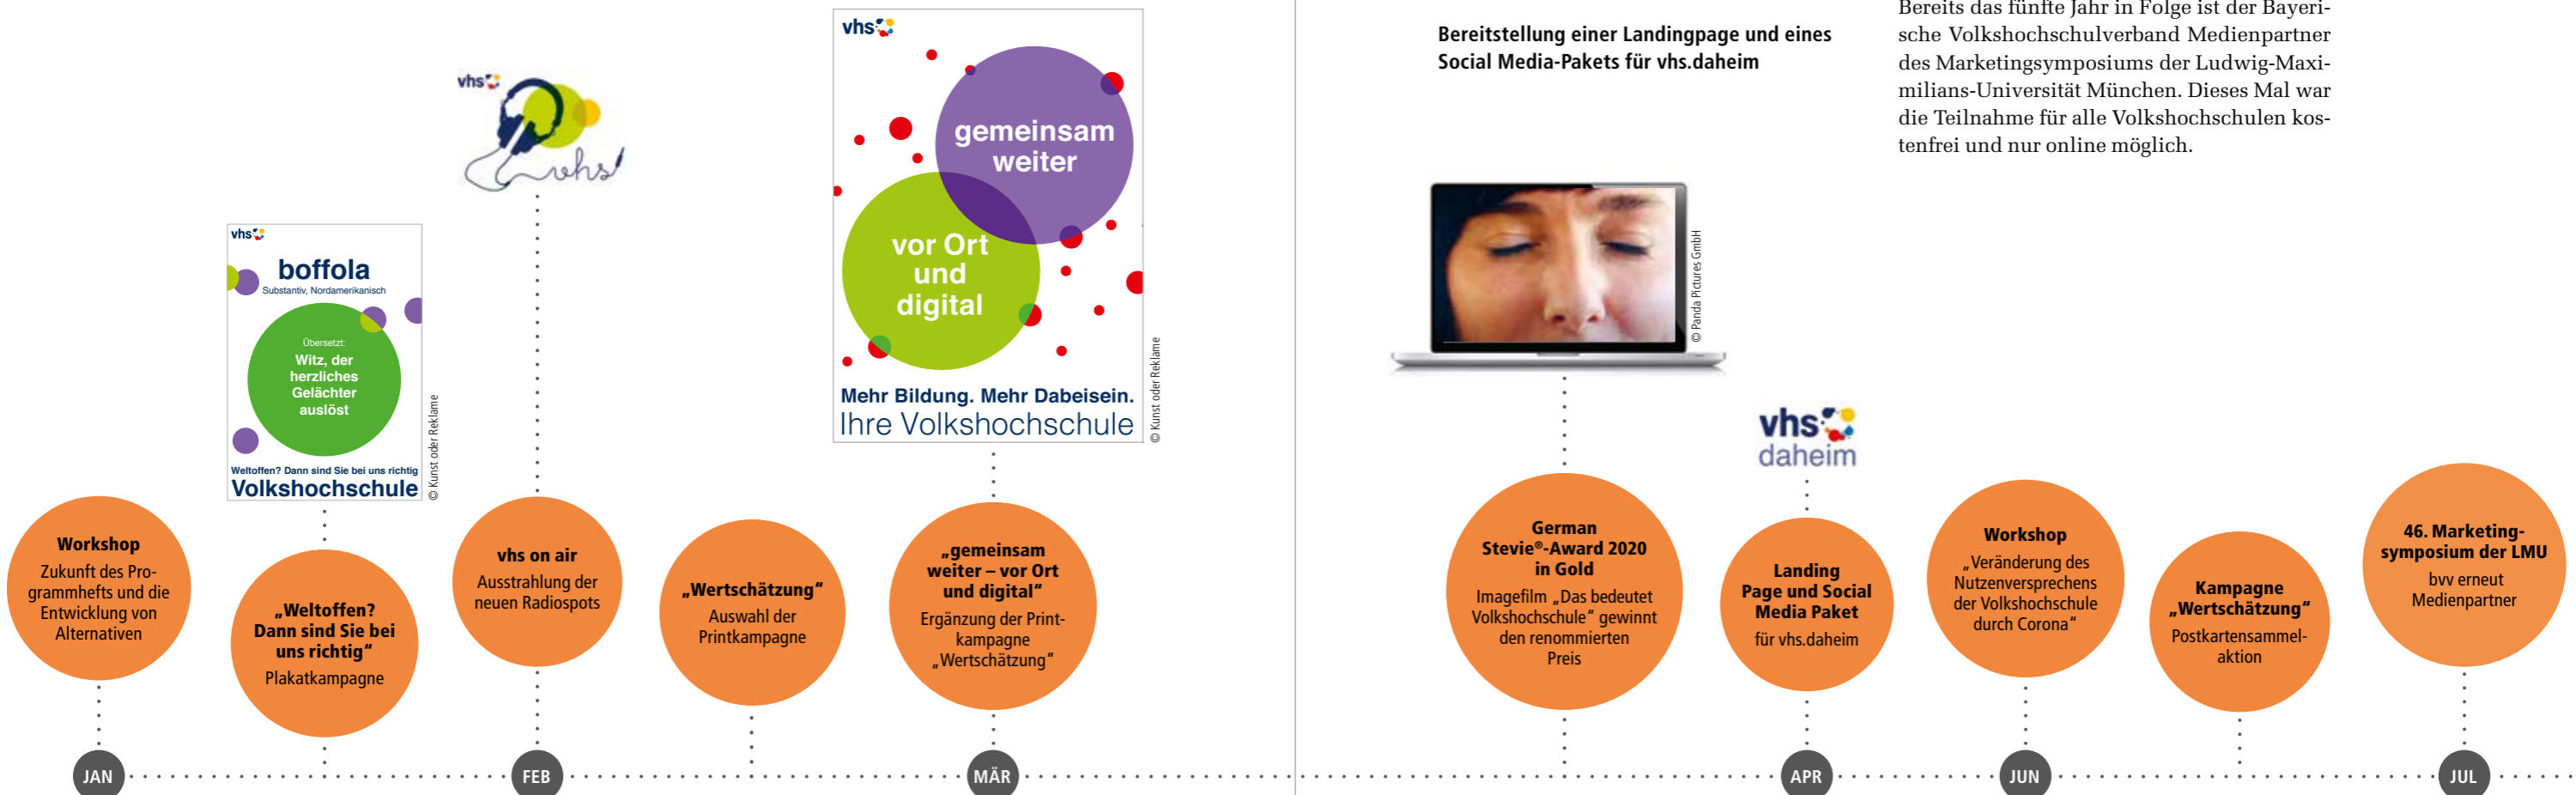 vhs
boffola
Substantiv, Nordamerikanisch
Übersetzt:
Witz, der
herzliches
Gelächter
auslöst
Weltoffen? Dann sind Sie bei uns richtig
Volkshochschule
© Kunst oder Reklame
vhs
vhs
vhs
gemeinsam
weiter
vor Ort
und
digital
Mehr Bildung. Mehr Dabeisein.
Ihre Volkshochschule
© Kunst oder Reklame
Bereitstellung einer Landingpage und eines
Social Media-Pakets für vhs.daheim
Bereits das fünfte Jahr in Folge ist der Bayeri-
sche Volkshochschulverband Medienpartner
des Marketingsymposiums der Ludwig-Maxi-
milians-Universität München. Dieses Mal war
die Teilnahme für alle Volkshochschulen kos-
tenfrei und nur online möglich.
© Panda Pictures GmbH
vhs
daheim
Workshop
Zukunft des Pro-
grammhefts und die
Entwicklung von
Alternativen
„Weltoffen?
Dann sind Sie bei
uns richtig“
Plakatkampagne
vhs on air
Ausstrahlung der
neuen Radiospots
„Wertschätzung“
Auswahl der
Printkampagne
„gemeinsam
weiter – vor Ort
und digital“
Ergänzung der Print-
kampagne
„Wertschätzung“
German
Stevie®-Award 2020
in Gold
Imagefilm „Das bedeutet
Volkshochschule“ gewinnt
den renommierten
Preis
Landing
Page und Social
Media Paket
für vhs.daheim
Workshop
„Veränderung des
Nutzenversprechens
der Volkshochschule
durch Corona“
Kampagne
„Wertschätzung“
Postkartensammel-
aktion
46. Marketing-
symposium der LMU
bvv erneut
Medienpartner
JAN
FEB
MÄR
APR
JUN
JUL